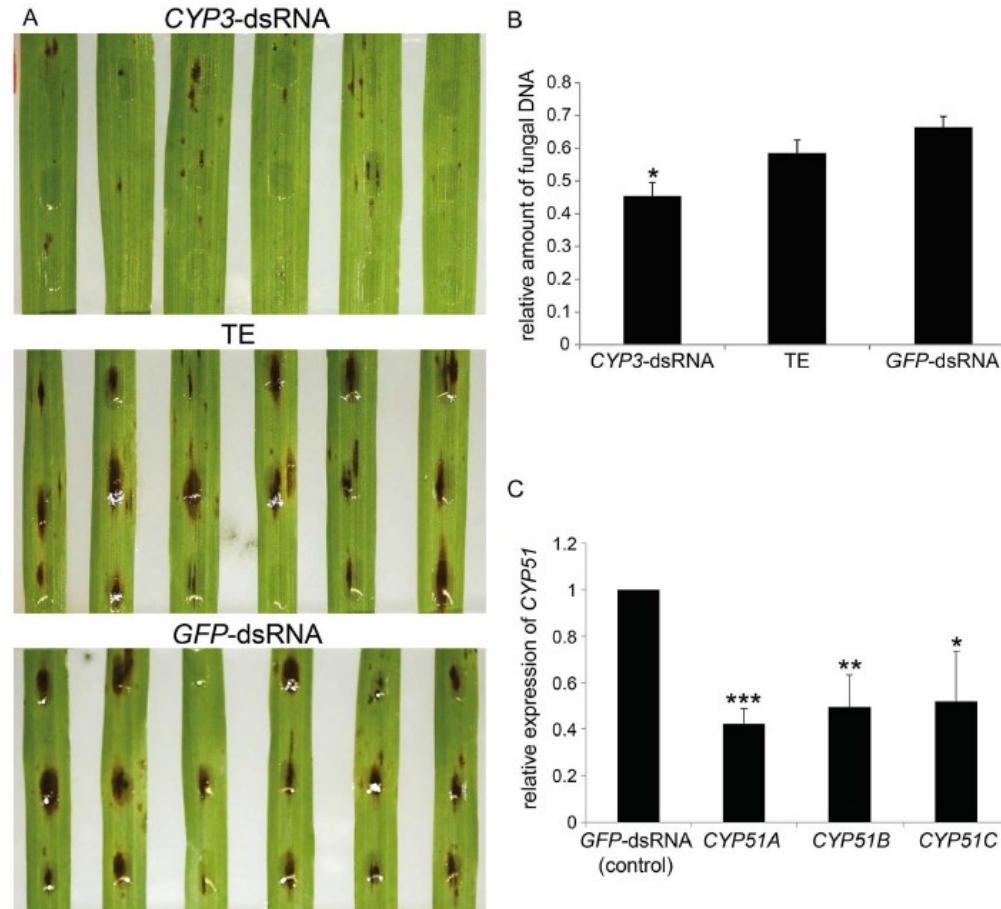 A
CYP3-dsRNA
TE
GFP-dsRNA
B
relative amount of fungal DNA
0.8
0.7
0.6
0.5
0.4
0.3
0.2
0.1
0
*
CYP3-dsRNA TE GFP-dsRNA
C
relative expression of CYP51
1.2
1
0.8
0.6
0.4
0.2
0
***
**
*
GFP-dsRNA CYP51A CYP51B CYP51C
(control)